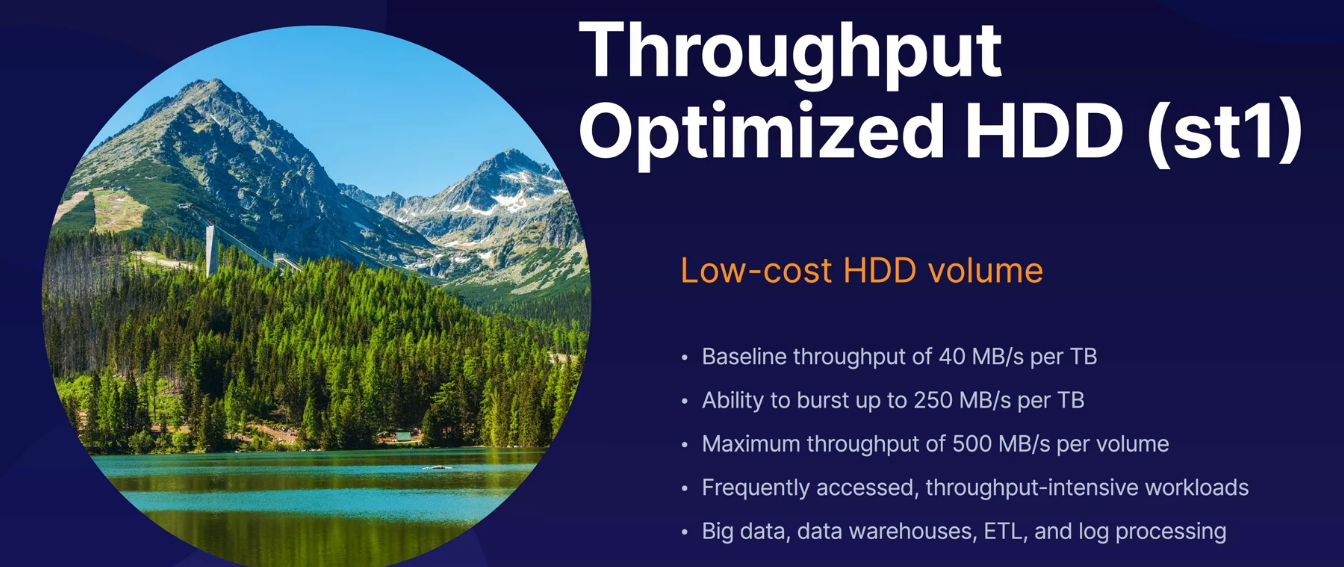 Throughput
Optimized HDD (st1)
Low-cost HDD volume
• Baseline throughput of 40 MB/s per TB
• Ability to burst up to 250 MB/s per TB
• Maximum throughput of 500 MB/s per volume
• Frequently accessed, throughput-intensive workloads
• Big data, data warehouses, ETL, and log processing